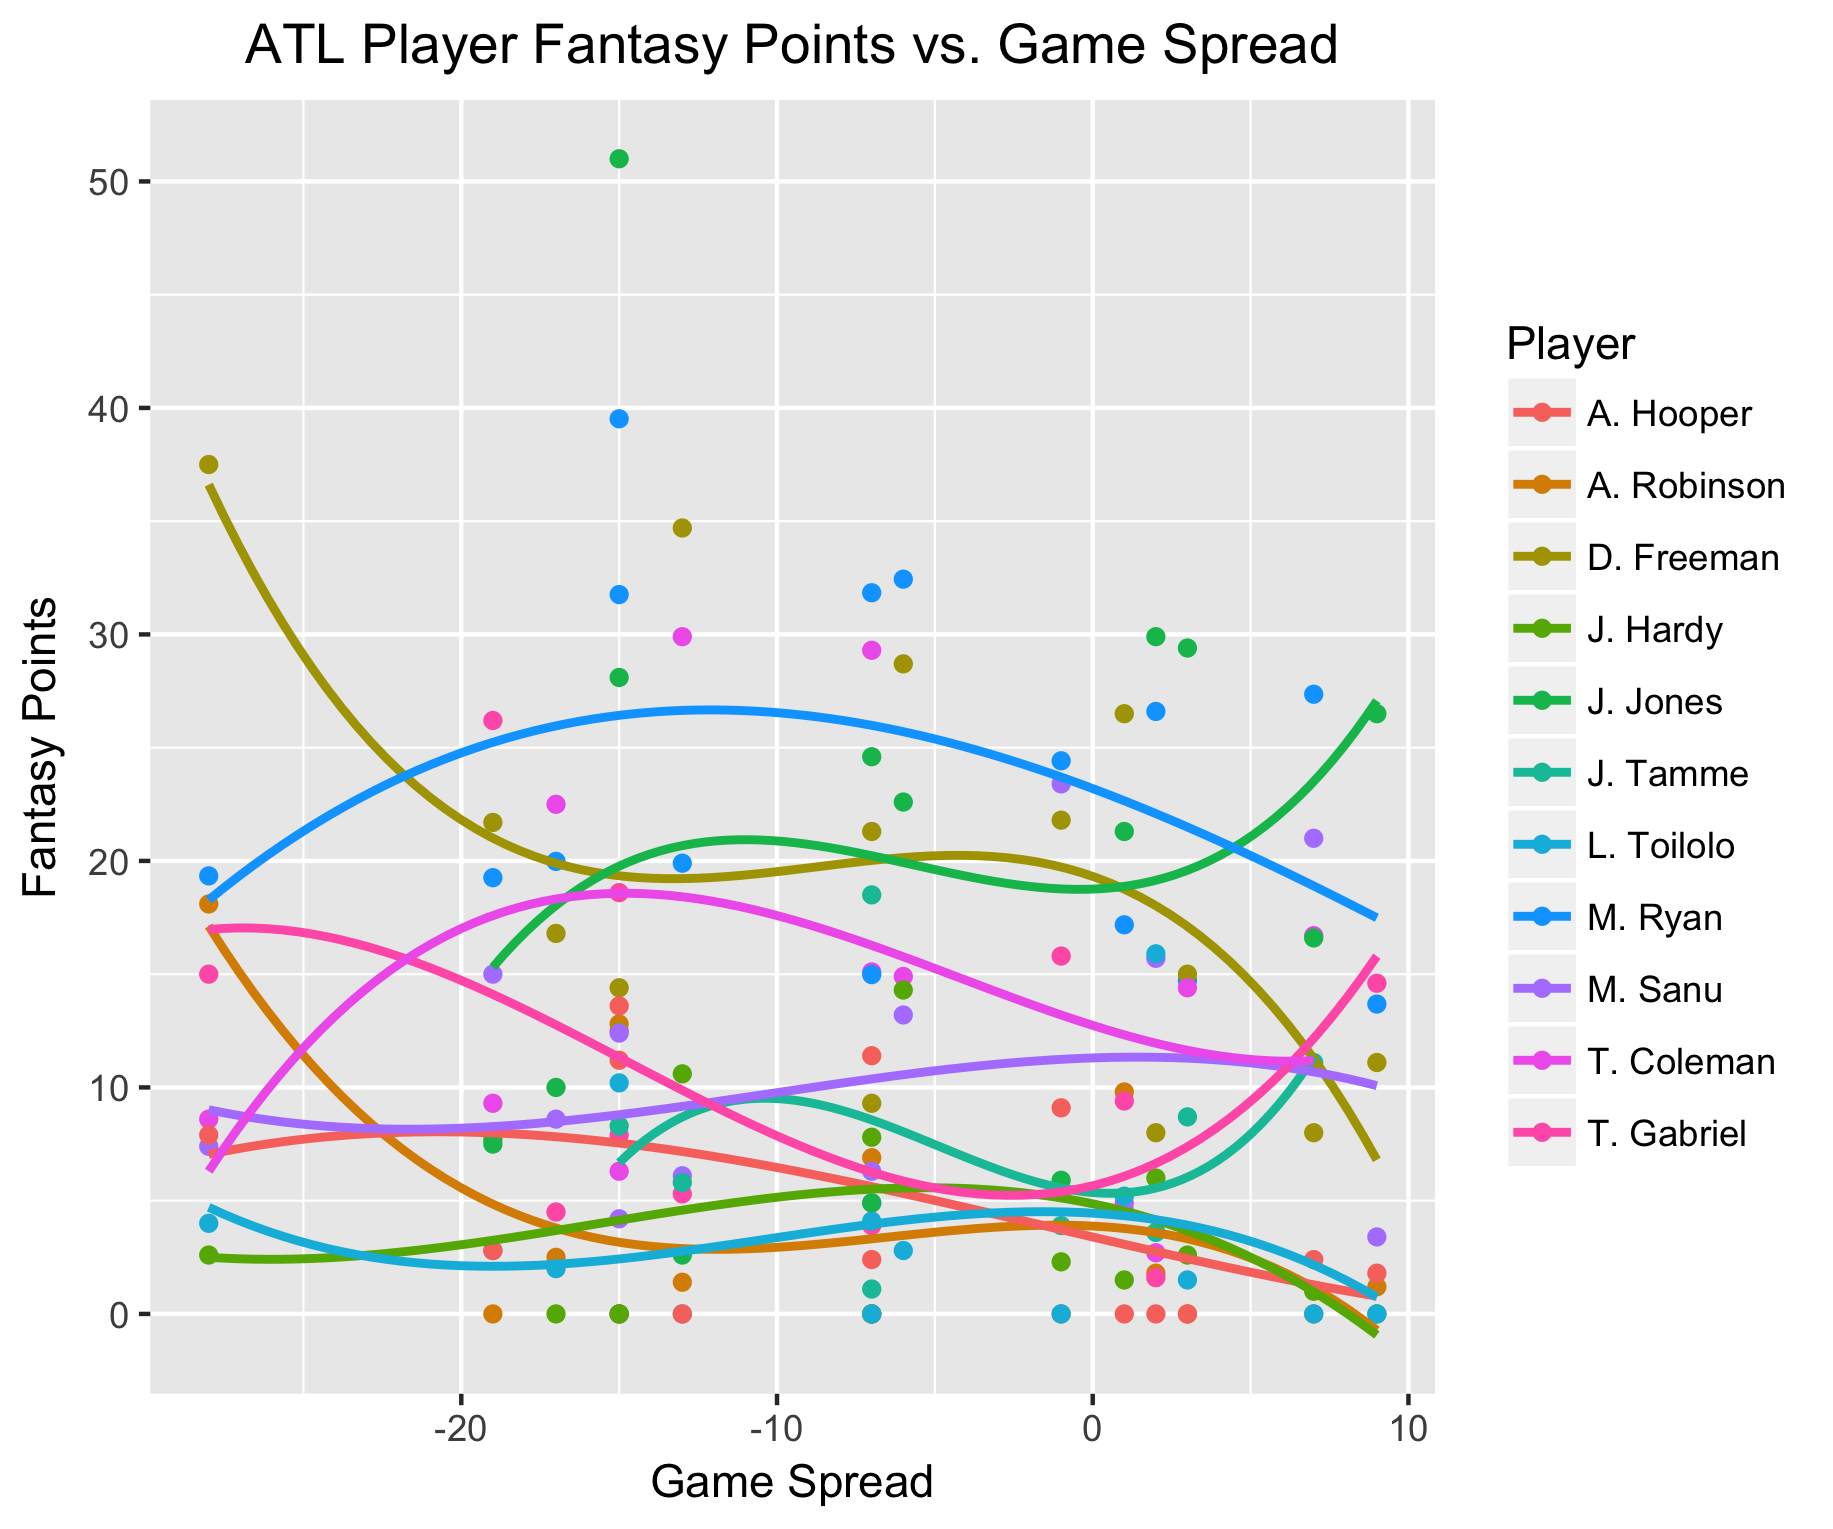 ATL Player Fantasy Points vs. Game Spread
Fantasy Points
50
40
30
20
10
0
-20
-10
0
10
Game Spread
Player
A. Hooper
A. Robinson
D. Freeman
J. Hardy
J. Jones
J. Tamme
L. Toilolo
M. Ryan
M. Sanu
T. Coleman
T. Gabriel